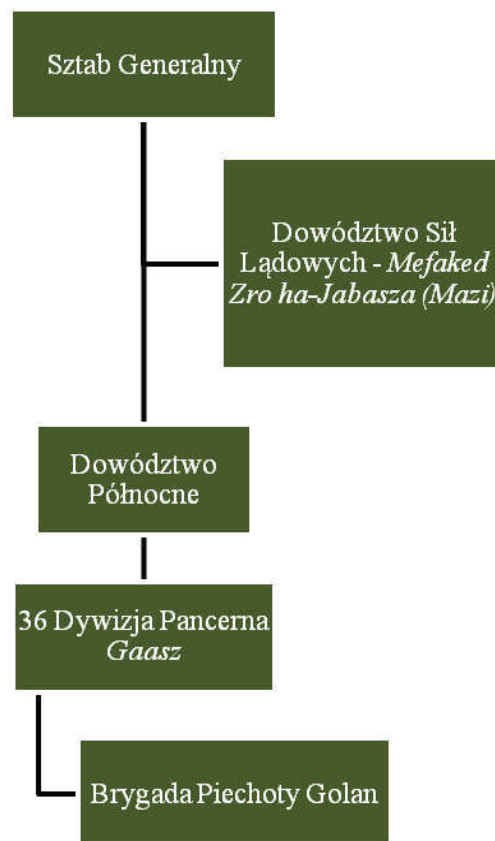 Sztab Generalny
Dowództwo Sił
Lądowych - Mefaked
Zro ha-Jabasza (Mazi)
Dowództwo
Północne
36 Dywizja Pancerna
Gaasz
Brygada Piechoty Golan